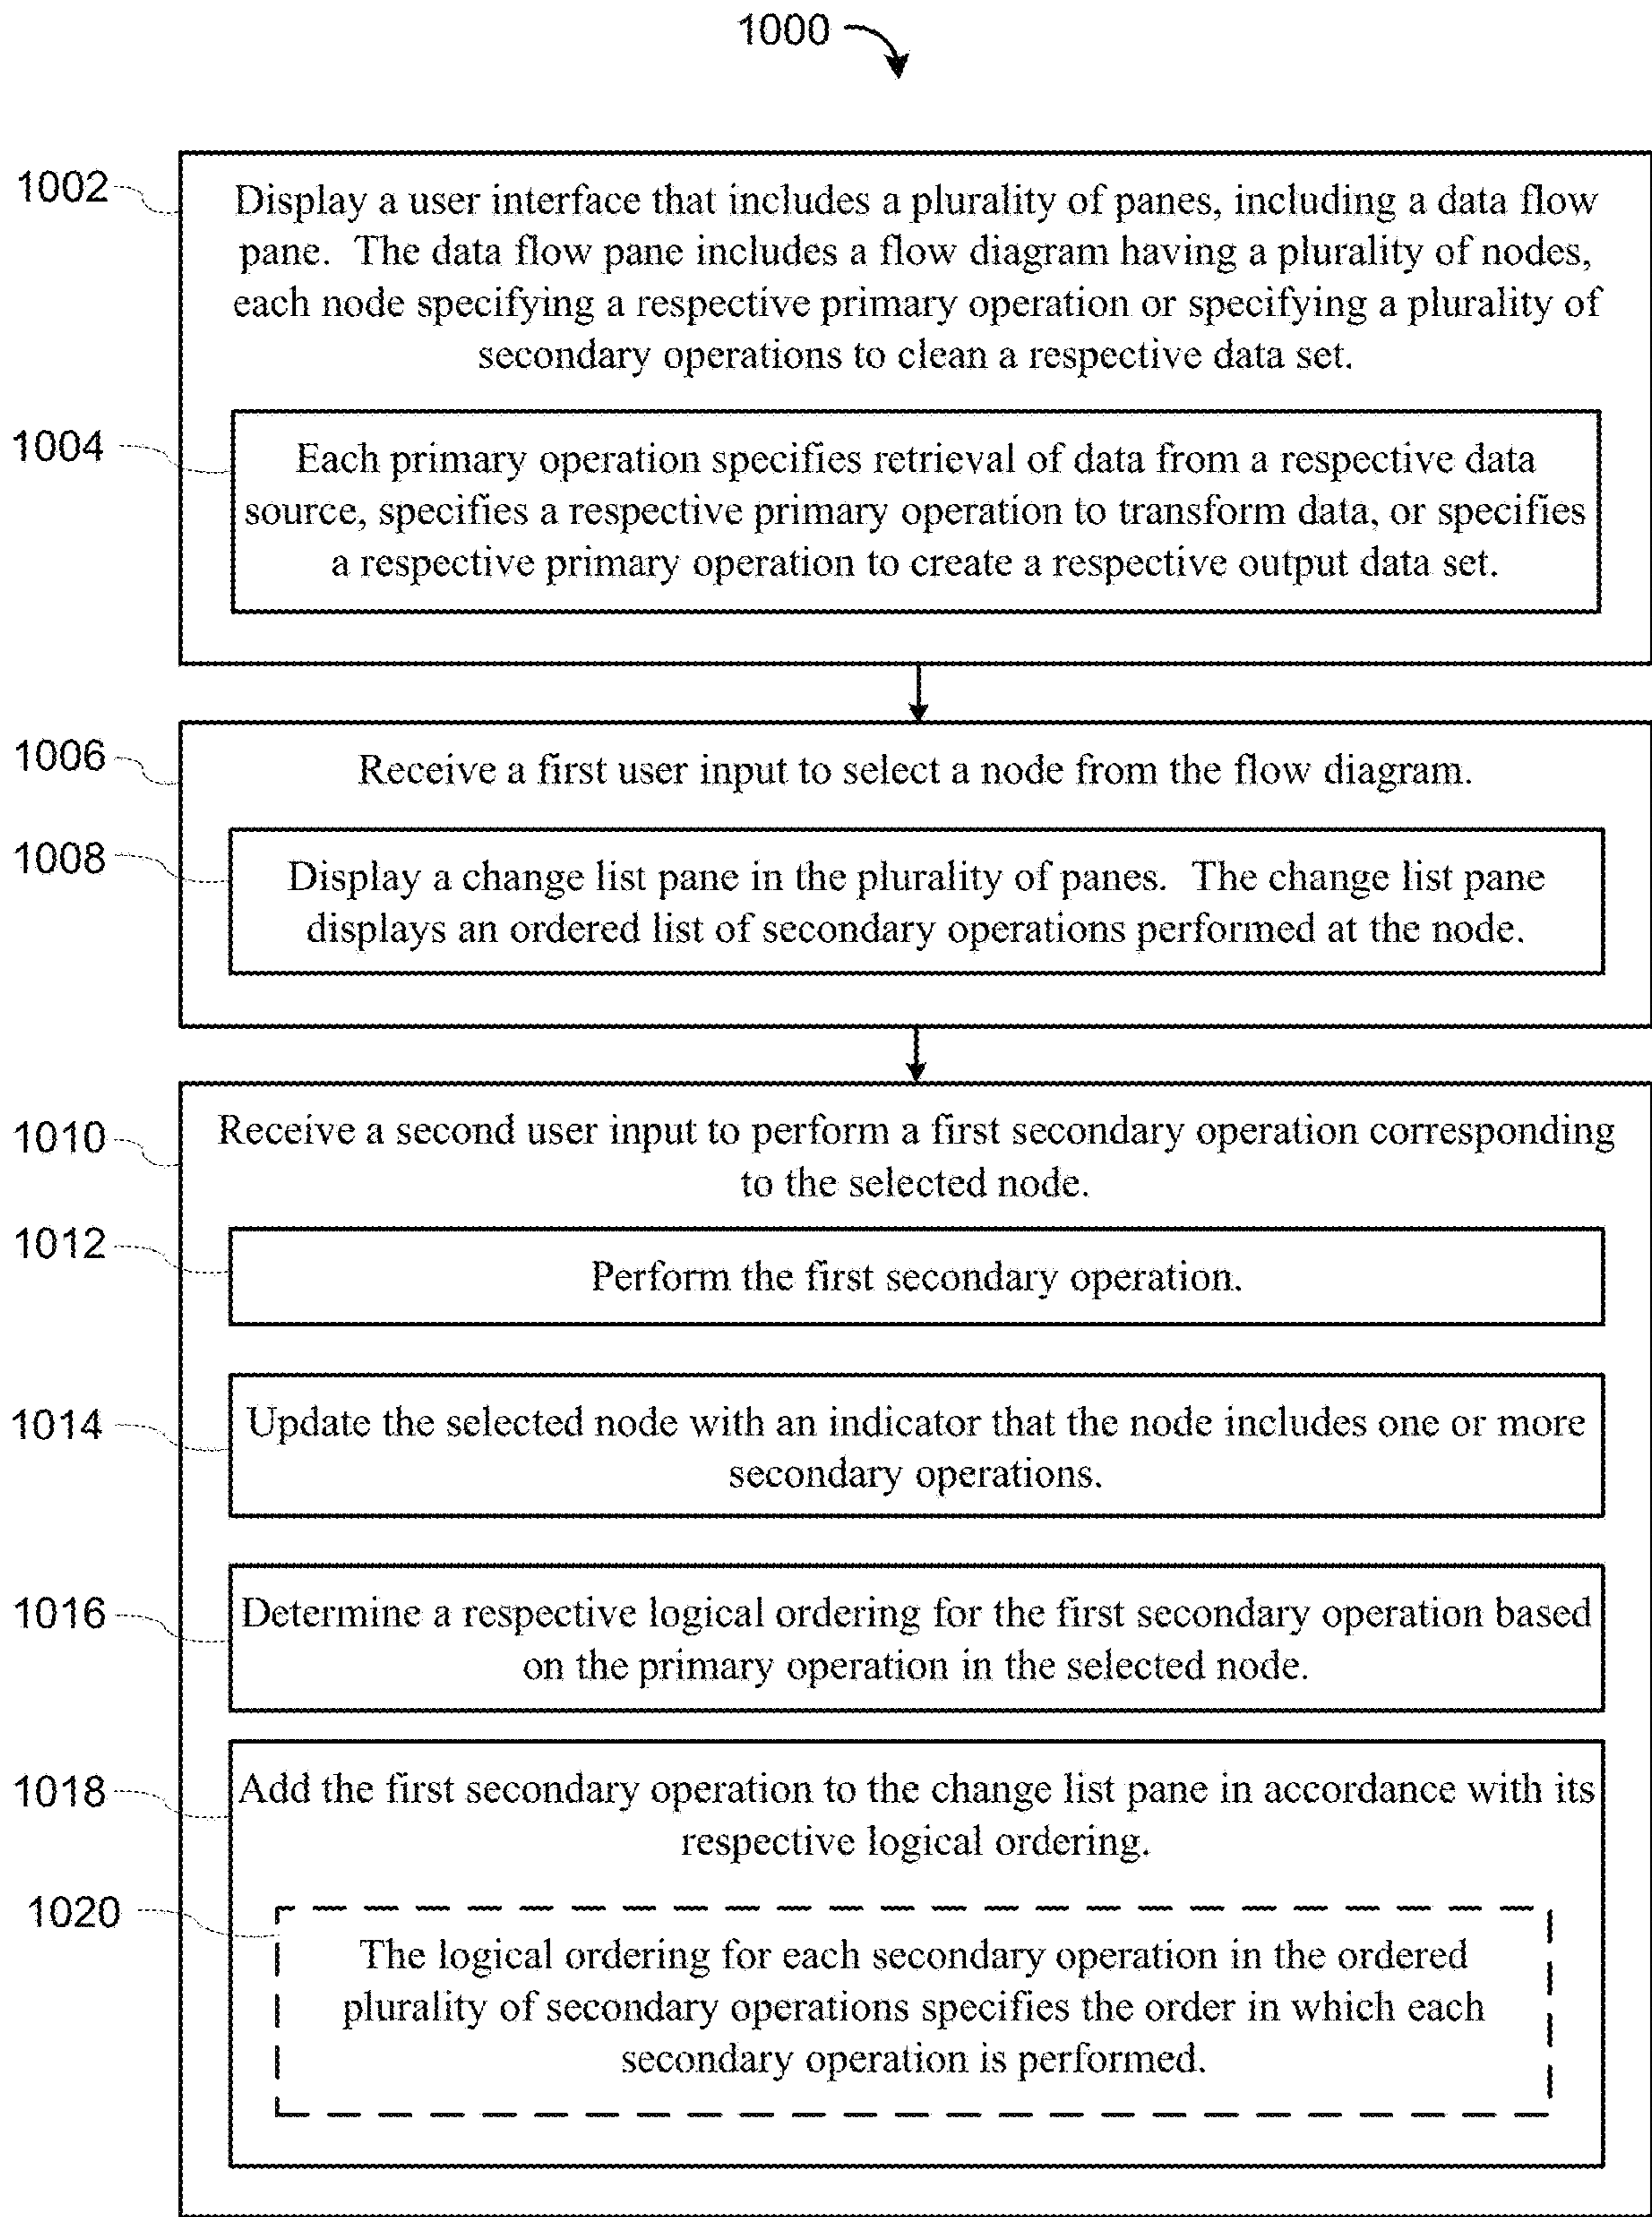 1000
1002
Display a user interface that includes a plurality of panes, including a data flow
pane. The data flow pane includes a flow diagram having a plurality of nodes,
each node specifying a respective primary operation or specifying a plurality of
secondary operations to clean a respective data set.
1004
Each primary operation specifies retrieval of data from a respective data
source, specifies a respective primary operation to transform data, or specifies
a respective primary operation to create a respective output data set.
1006
Receive a first user input to select a node from the flow diagram.
1008
Display a change list pane in the plurality of panes. The change list pane
displays an ordered list of secondary operations performed at the node.
1010
Receive a second user input to perform a first secondary operation corresponding
to the selected node.
1012
Perform the first secondary operation.
1014
Update the selected node with an indicator that the node includes one or more
secondary operations.
1016
Determine a respective logical ordering for the first secondary operation based
on the primary operation in the selected node.
1018
Add the first secondary operation to the change list pane in accordance with its
respective logical ordering.
1020
The logical ordering for each secondary operation in the ordered
plurality of secondary operations specifies the order in which each
secondary operation is performed.